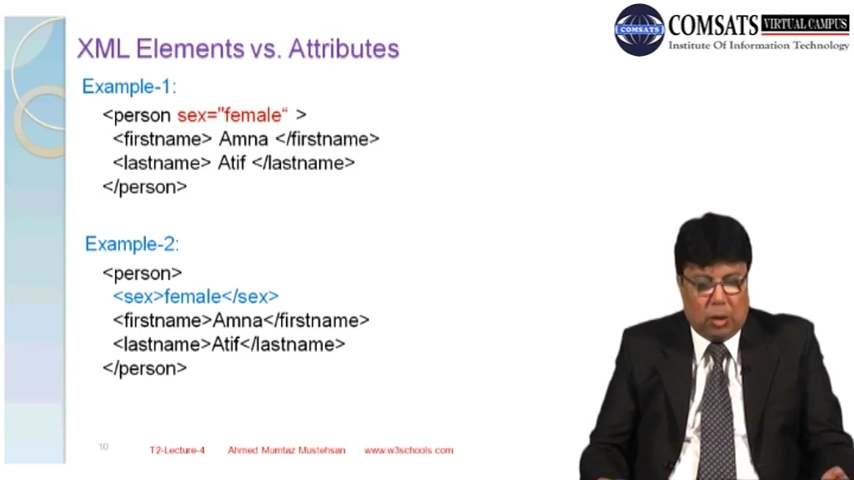 COMSATS VIRTUAL CAMPUS
COMSATS
Institute Of Information Technology
XML Elements vs. Attributes
Example-1:
<person sex="female“ >
<firstname> Amna </firstname>
<lastname> Atif </lastname>
</person>
Example-2:
<person>
<sex>female</sex>
<firstname>Amna</firstname>
<lastname>Atif</lastname>
</person>
10
T2-Lecture-4 Ahmed Mumtaz Mustehsan www.w3schools.com